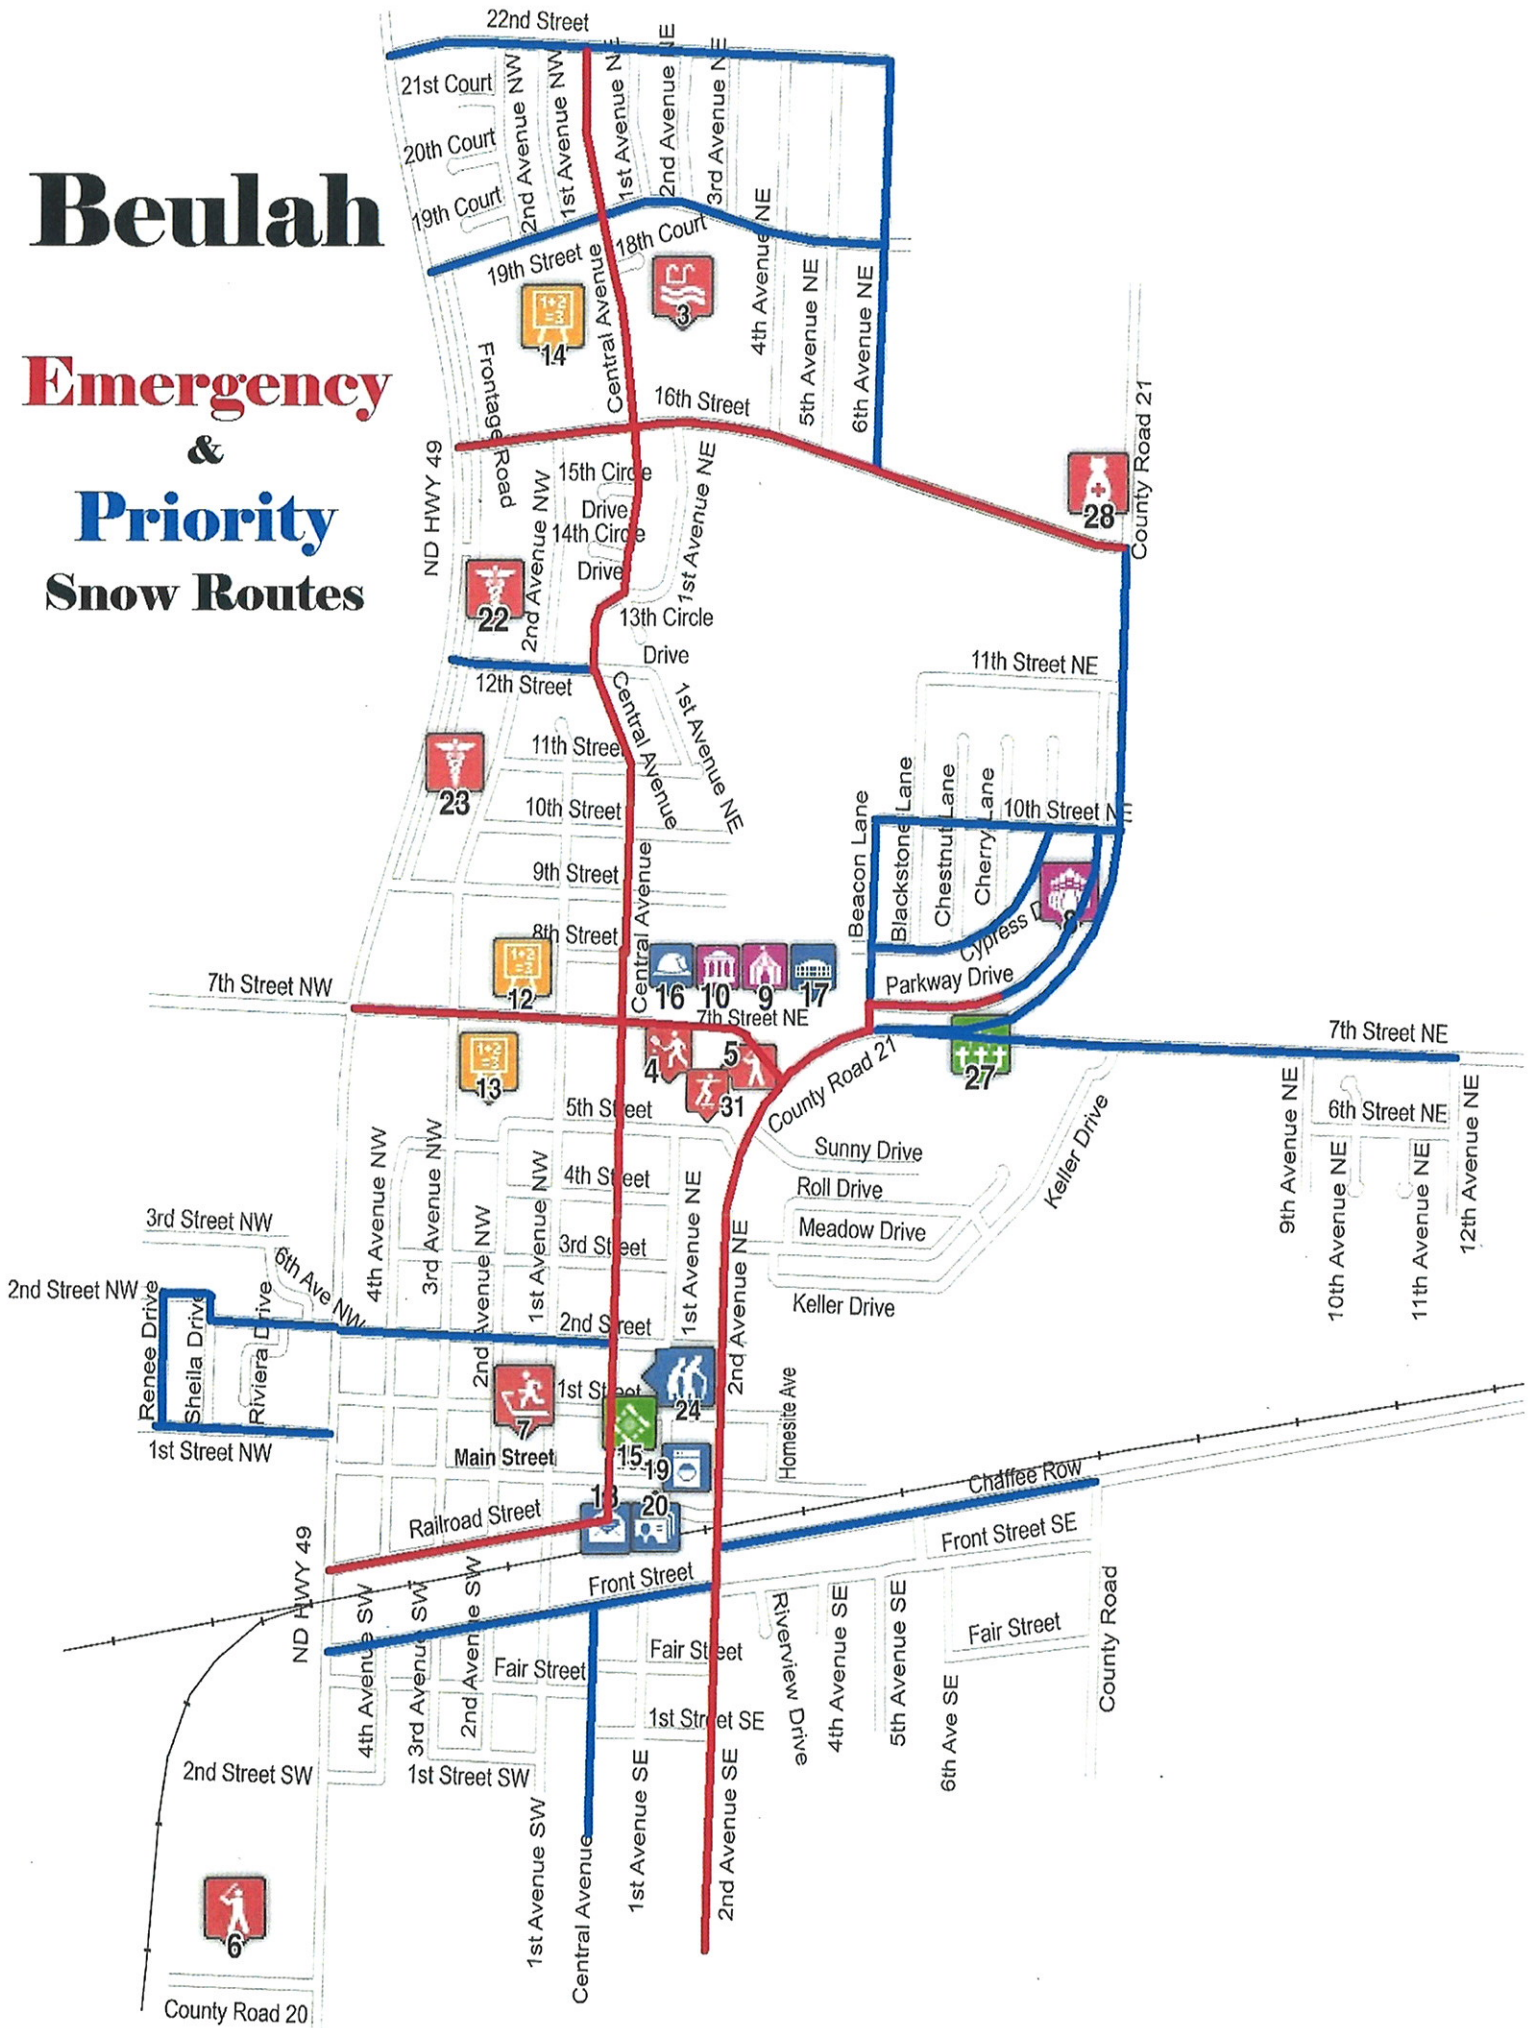 Beulah
Emergency
&
Priority
Snow Routes
22nd Street
21st Court
20th Court
19th Court
2nd Avenue NW
1st Avenue NW
1st Avenue NE
2nd Avenue NE
3rd Avenue NE
19th Street
18th Court
Central Avenue
4th Avenue NE
5th Avenue NE
6th Avenue NE
3
14
Frontage Road
16th Street
ND HWY 49
County Road 21
28
15th Circle
Drive
14th Circle
Drive
2nd Avenue NW
1st Avenue NE
22
13th Circle
Drive
12th Street
Central Avenue
1st Avenue NE
11th Street NE
11th Street
23
10th Street
10th Street NE
Beacon Lane
Blackstone Lane
Chestnut Lane
Cherry Lane
9th Street
8
Cypress D
8th Street
Central Avenue
Parkway Drive
7th Street NW
12
16
10
9
17
7th Street NE
7th Street NE
4
5
31
13
27
County Road 21
5th Street
Sunny Drive
Keller Drive
9th Avenue NE
6th Street NE
10th Avenue NE
11th Avenue NE
12th Avenue NE
4th Street
Roll Drive
4th Avenue NW
3rd Avenue NW
2nd Avenue NW
1st Avenue NW
1st Avenue NE
2nd Avenue NE
3rd Street NW
Meadow Drive
3rd Street
6th Ave NW
2nd Street NW
Keller Drive
2nd Street
Renee Drive
Sheila Drive
Riviera Drive
1st Street
24
7
Homesite Ave
1st Street NW
Main Street
15
19
18
20
Railroad Street
Chaffee Row
Front Street SE
ND HWY 49
Front Street
4th Avenue SW
3rd Avenue SW
2nd Avenue SW
Fair Street
Fair Street
Fair Street
Riverview Drive
4th Avenue SE
5th Avenue SE
6th Ave SE
County Road
1st Street SE
2nd Street SW
1st Street SW
1st Avenue SW
Central Avenue
1st Avenue SE
2nd Avenue SE
6
County Road 20